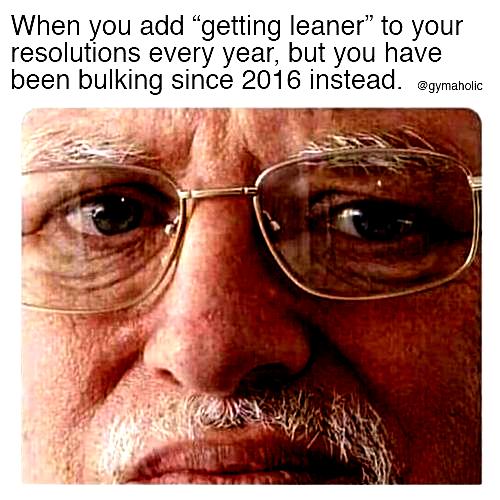 When you add “getting leaner” to your
resolutions every year, but you have
been bulking since 2016 instead. @gymaholic